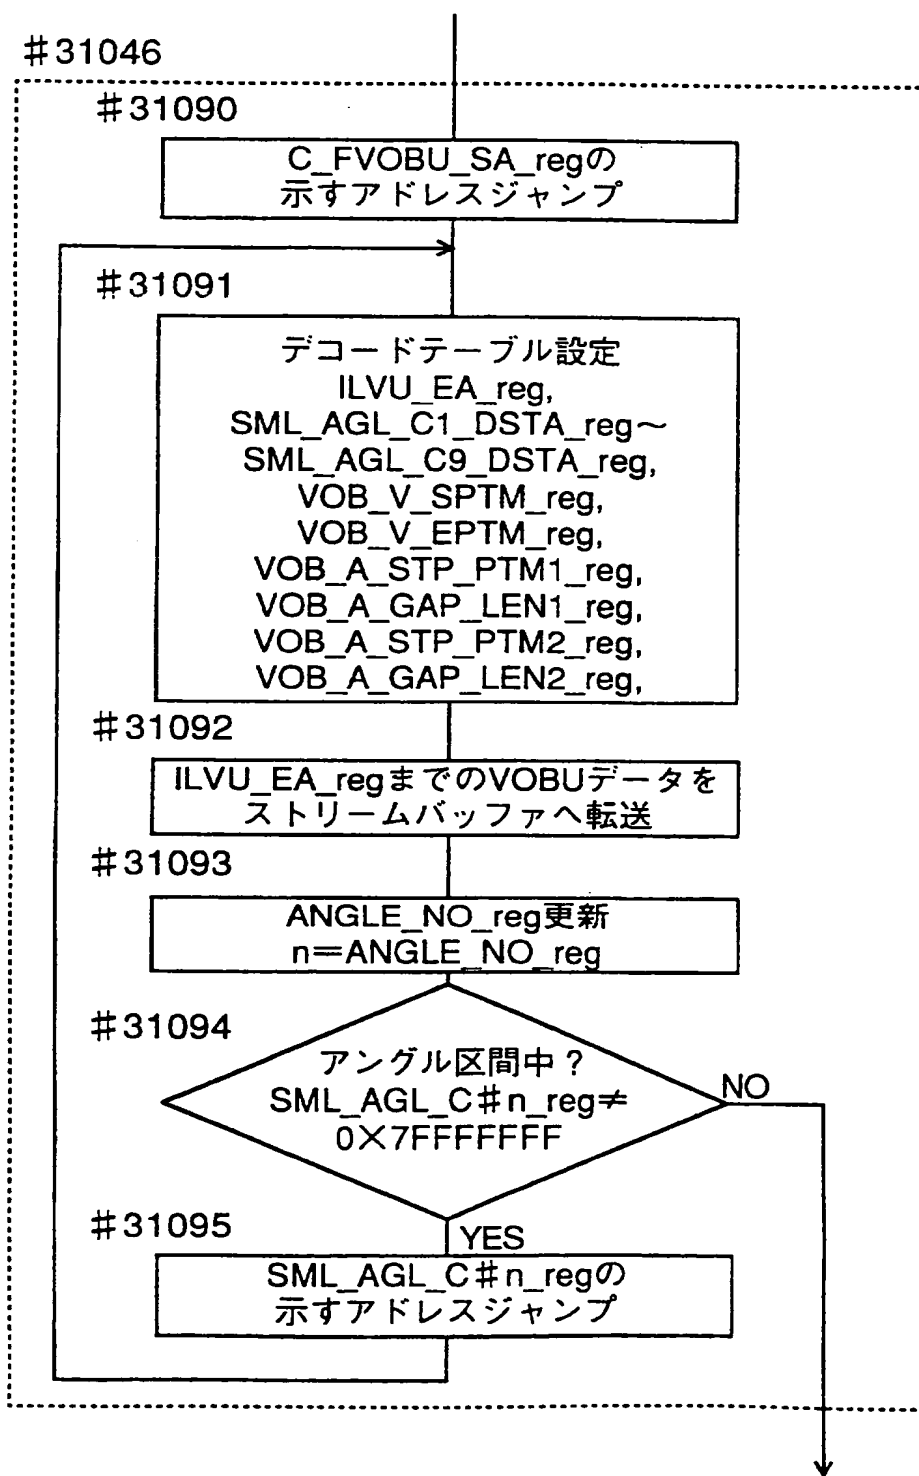 #31046
#31090
C_FVOBU_SA_regの
示すアドレスジャンプ
#31091
デコードテーブル設定
ILVU_EA_reg,
SML_AGL_C1_DSTA_reg～
SML_AGL_C9_DSTA_reg,
VOB_V_SPTM_reg,
VOB_V_EPTM_reg,
VOB_A_STP_PTM1_reg,
VOB_A_GAP_LEN1_reg,
VOB_A_STP_PTM2_reg,
VOB_A_GAP_LEN2_reg,
#31092
ILVU_EA_regまでのVOBUデータを
ストリームバッファへ転送
#31093
ANGLE_NO_reg更新
n=ANGLE_NO_reg
#31094
アングル区間中？
SML_AGL_C#n_reg≠
0×7FFFFFFF
NO
#31095
YES
SML_AGL_C#n_regの
示すアドレスジャンプ